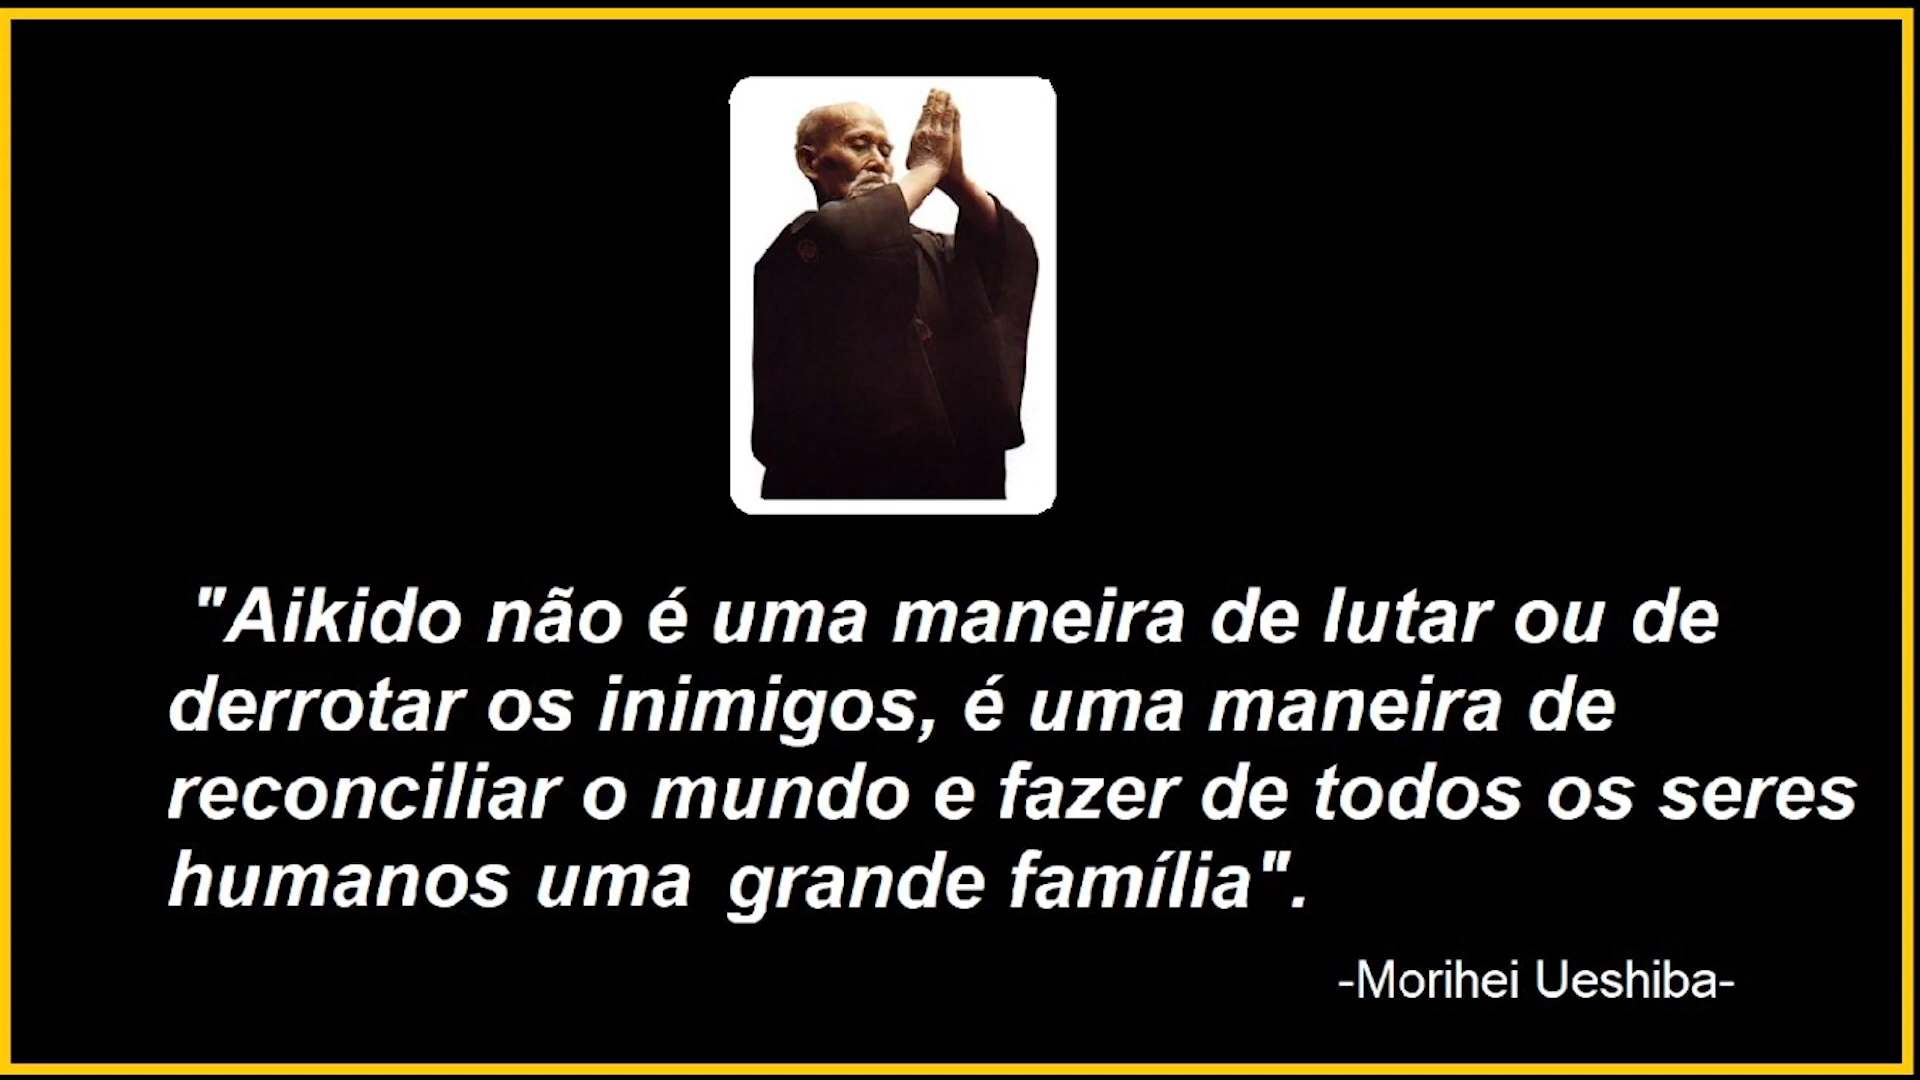 "Aikido não é uma maneira de lutar ou de
derrotar os inimigos, é uma maneira de
reconciliar o mundo e fazer de todos os seres
humanos uma grande família".
-Morihei Ueshiba-